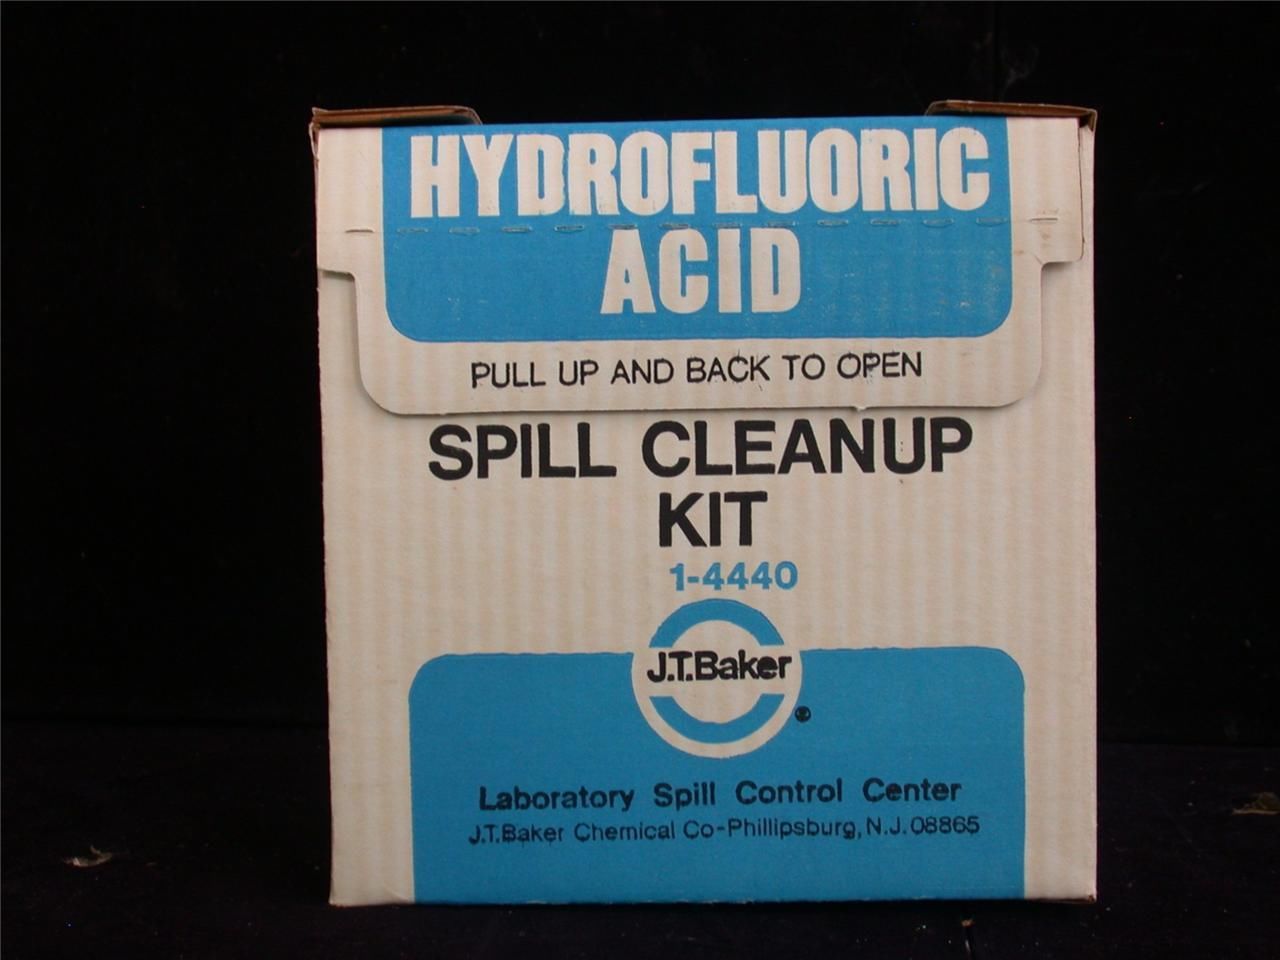 HYDROFLUORIC
ACID
PULL UP AND BACK TO OPEN
SPILL CLEANUP
KIT
1-4440
J.T.Baker
®
Laboratory Spill Control Center
J.T.Baker Chemical Co-Phillipsburg, N.J. 08865